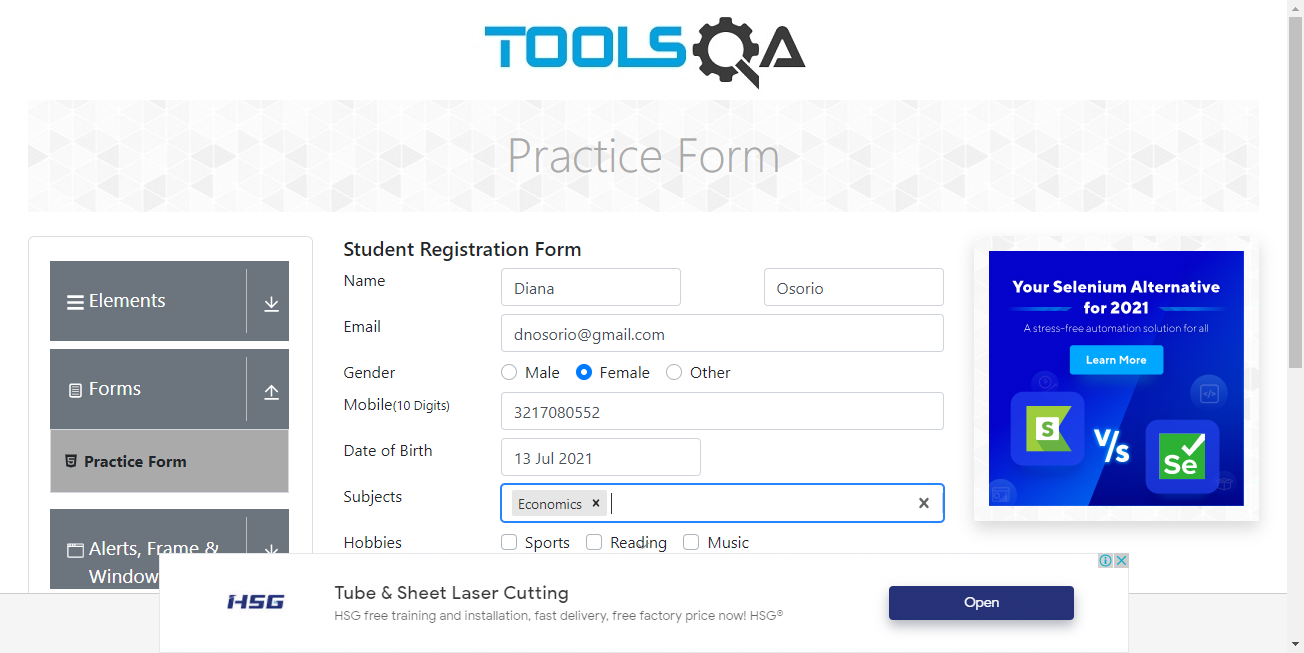 TOOLSQA
Practice Form
Elements
Forms
Practice Form
Alerts, Frame &
Window
Student Registration Form
Name
Diana
Osorio
Email
dnosorio@gmail.com
Gender
Male
Female
Other
Mobile(10 Digits)
3217080552
Date of Birth
13 Jul 2021
Subjects
Economics ×
Hobbies
Sports
Reading
Music
Your Selenium Alternative
for 2021
A stress-free automation solution for all
Learn More
S
V/s
Se
HSG
Tube & Sheet Laser Cutting
HSG free training and installation, fast delivery, free factory price now! HSG®
Open